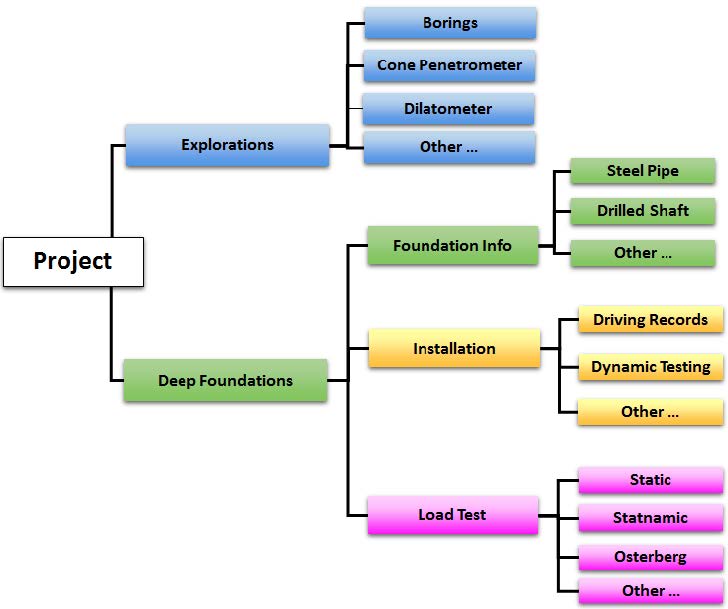 Project
Explorations
Borings
Cone Penetrometer
Dilatometer
Other ...
Deep Foundations
Foundation Info
Steel Pipe
Drilled Shaft
Other ...
Installation
Driving Records
Dynamic Testing
Other ...
Load Test
Static
Statnamic
Osterberg
Other ...